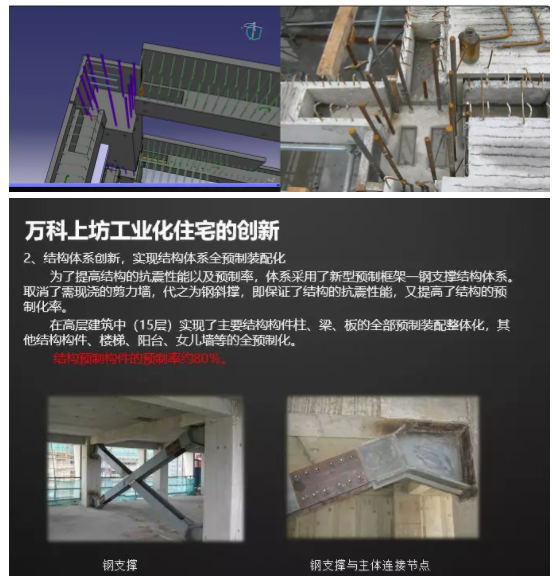 万科上坊工业化住宅的创新
2、结构体系创新，实现结构体系全预制装配化
为了提高结构的抗震性能以及预制率，体系采用了新型预制框架—钢支撑结构体系。
取消了需现浇的剪力墙，代之为钢斜撑，即保证了结构的抗震性能，又提高了结构的预
制化率。
在高层建筑中（15层）实现了主要结构构件柱、梁、板的全部预制装配整体化，其
他结构构件、楼梯、阳台、女儿墙等的全预制化。
结构预制构件的预制率约80%。
钢支撑
钢支撑与主体连接节点